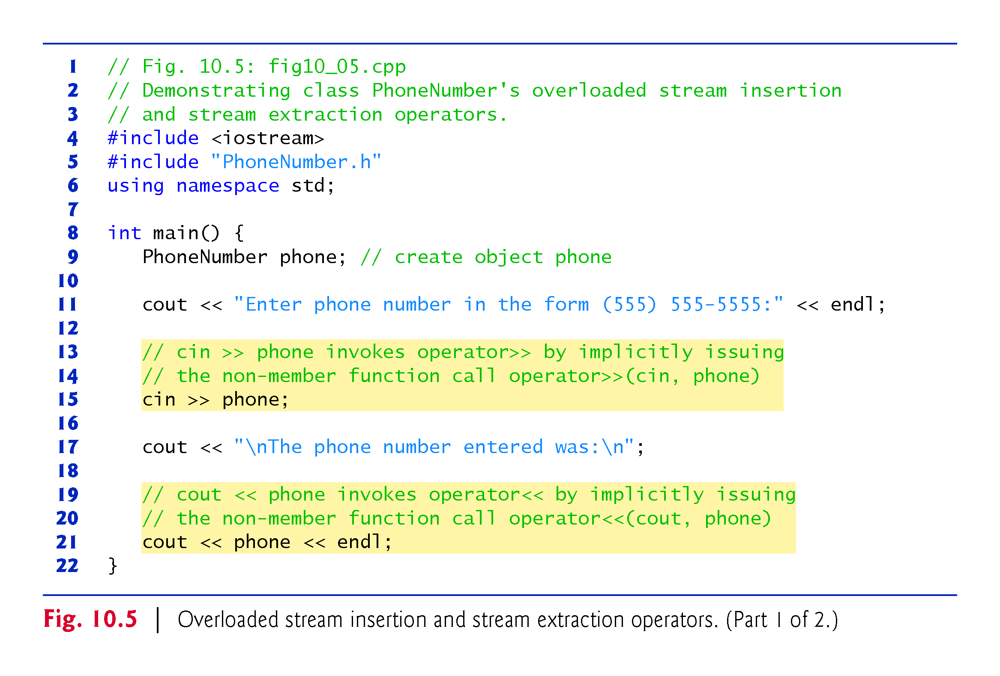 1 // Fig. 10.5: fig10_05.cpp
2 // Demonstrating class PhoneNumber's overloaded stream insertion
3 // and stream extraction operators.
4 #include <iostream>
5 #include "PhoneNumber.h"
6 using namespace std;
7
8 int main() {
9    PhoneNumber phone; // create object phone
10
11    cout << "Enter phone number in the form (555) 555-5555:" << endl;
12
13    // cin >> phone invokes operator>> by implicitly issuing
14    // the non-member function call operator>>(cin, phone)
15    cin >> phone;
16
17    cout << "\nThe phone number entered was:\n";
18
19    // cout << phone invokes operator<< by implicitly issuing
20    // the non-member function call operator<<(cout, phone)
21    cout << phone << endl;
22 }
Fig. 10.5 | Overloaded stream insertion and stream extraction operators. (Part 1 of 2.)